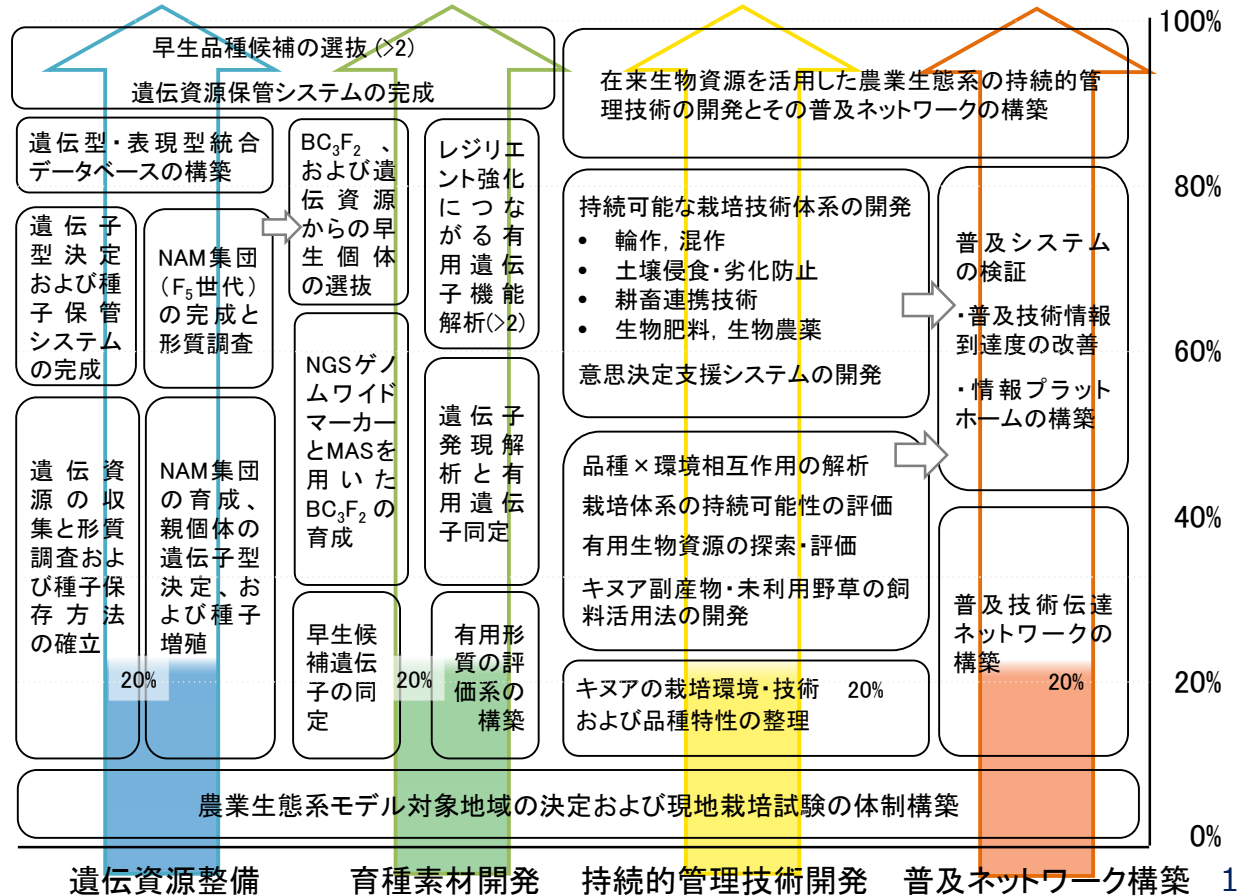 早生品種候補の選抜 (>2)
遺伝資源保管システムの完成
在来生物資源を活用した農業生態系の持続的管
理技術の開発とその普及ネットワークの構築
100%
遺伝型・表現型統合
データベースの構築
BC3F2 、
および遺
伝資源
からの早
生個体
の選抜
レジリエ
ント強化
につな
がる有
用遺伝
子機能
解析(>2)
遺伝子
型決定
および種
子保管
システム
の完成
NAM集団
（F5世代）
の完成と
形質調査
持続可能な栽培技術体系の開発
• 輪作, 混作
• 土壌侵食・劣化防止
• 耕畜連携技術
• 生物肥料, 生物農薬
意思決定支援システムの開発
普及システム
の検証
・普及技術情報
到達度の改善
・情報プラット
ホームの構築
80%
60%
遺伝資
源の収
集と形質
調査およ
び種子保
存方法
の確立
NAM集団
の育成、
親個体の
遺伝子型
決定、お
よび種子
増殖
NGSゲノ
ムワイド
マーカー
とMASを
用いた
BC3F2 の
育成
遺伝子
発現解
析と有
用遺伝
子同定
品種×環境相互作用の解析
栽培体系の持続可能性の評価
有用生物資源の探索・評価
キヌア副産物・未利用野草の飼
料活用法の開発
40%
早生候
補遺伝
子の同
定
有用形
質の評
価系の
構築
キヌアの栽培環境・技術
および品種特性の整理
普及技術伝達
ネットワークの
構築
20%
20%
20%
20%
20%
農業生態系モデル対象地域の決定および現地栽培試験の体制構築
0%
遺伝資源整備
育種素材開発
持続的管理技術開発
普及ネットワーク構築
1